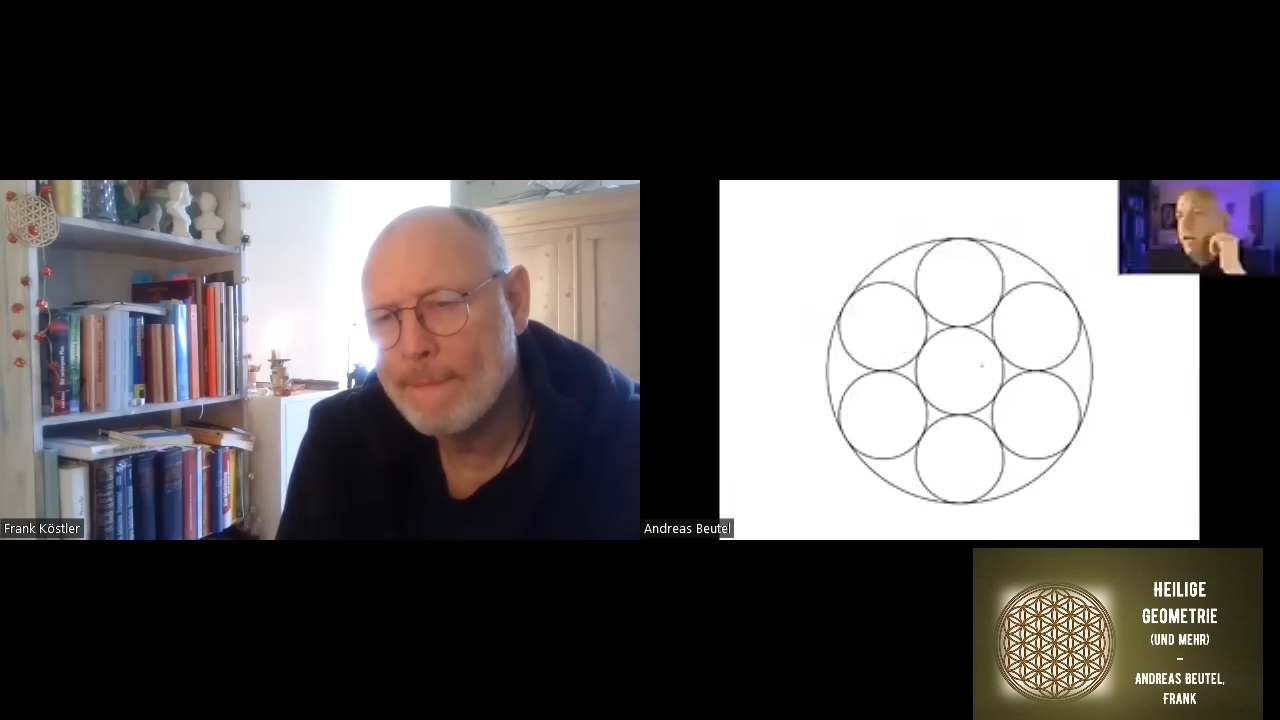 Frank Köstler
Andreas Beutel
HEILIGE
GEOMETRIE
(UND MEHR)
–
ANDREAS BEUTEL,
FRANK